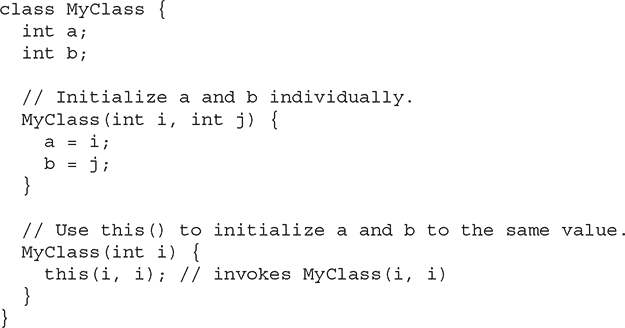 class MyClass {
  int a;
  int b;

  // Initialize a and b individually.
  MyClass(int i, int j) {
    a = i;
    b = j;
  }

  // Use this() to initialize a and b to the same value.
  MyClass(int i) {
    this(i, i); // invokes MyClass(i, i)
  }
}